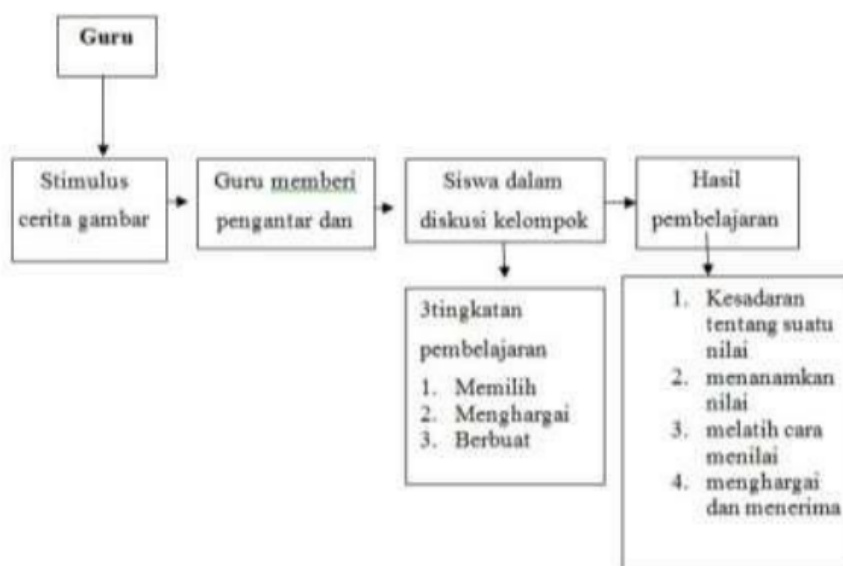 Guru
Stimulus
cerita gambar
Guru memberi
pengantar dan
Siswa dalam
diskusi kelompok
Hasil
pembelajaran
3tingkatan
pembelajaran
1. Memilih
2. Menghargai
3. Berbuat
1. Kesadaran
tentang suatu
nilai
2. menanamkan
nilai
3. melatih cara
menilai
4. menghargai
dan menerima